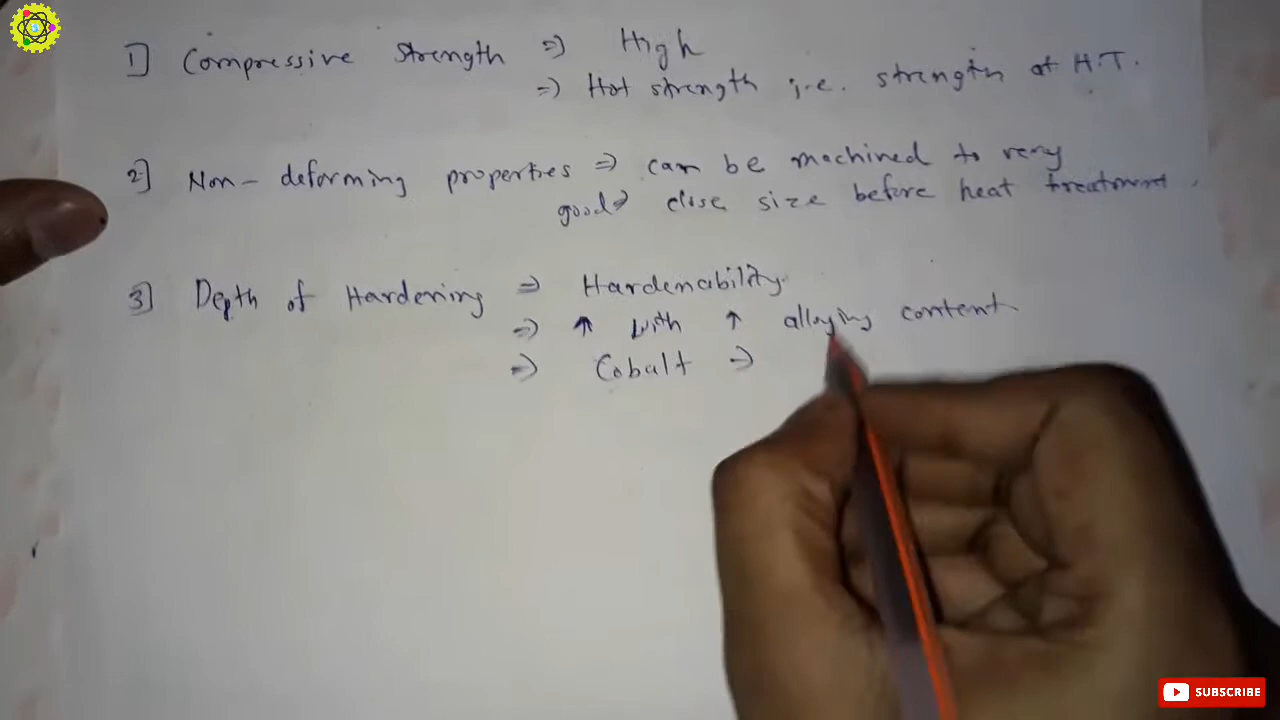 1] Compressive Strength => High
=> Hot strength i.e. strength at H.T.
2] Non-deforming properties => can be machined to very
good close size before heat treatment.
3] Depth of Hardening => Hardenability.
=> ↑ with ↑ alloying content.
=> Cobalt →
SUBSCRIBE